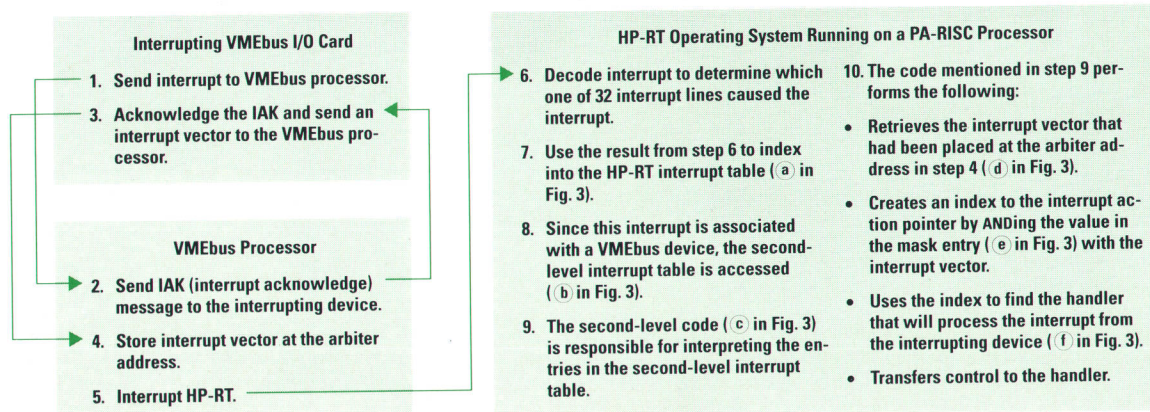 Interrupting VMEbus I/O Card
1. Send interrupt to VMEbus processor.
3. Acknowledge the IAK and send an
interrupt vector to the VMEbus pro-
cessor.
VMEbus Processor
2. Send IAK (interrupt acknowledge)
message to the interrupting device.
4. Store interrupt vector at the arbiter
address.
5. Interrupt HP-RT.
HP-RT Operating System Running on a PA-RISC Processor
6. Decode interrupt to determine which
one of 32 interrupt lines caused the
interrupt.
7. Use the result from step 6 to index
into the HP-RT interrupt table (ⓐ in
Fig. 3).
8. Since this interrupt is associated
with a VMEbus device, the second-
level interrupt table is accessed
(ⓑ in Fig. 3).
9. The second-level code (ⓒ in Fig. 3)
is responsible for interpreting the en-
tries in the second-level interrupt
table.
10. The code mentioned in step 9 per-
forms the following:
• Retrieves the interrupt vector that
had been placed at the arbiter ad-
dress in step 4 (ⓓ in Fig. 3).
• Creates an index to the interrupt ac-
tion pointer by ANDing the value in
the mask entry (ⓔ in Fig. 3) with the
interrupt vector.
• Uses the index to find the handler
that will process the interrupt from
the interrupting device (ⓕ in Fig. 3).
• Transfers control to the handler.